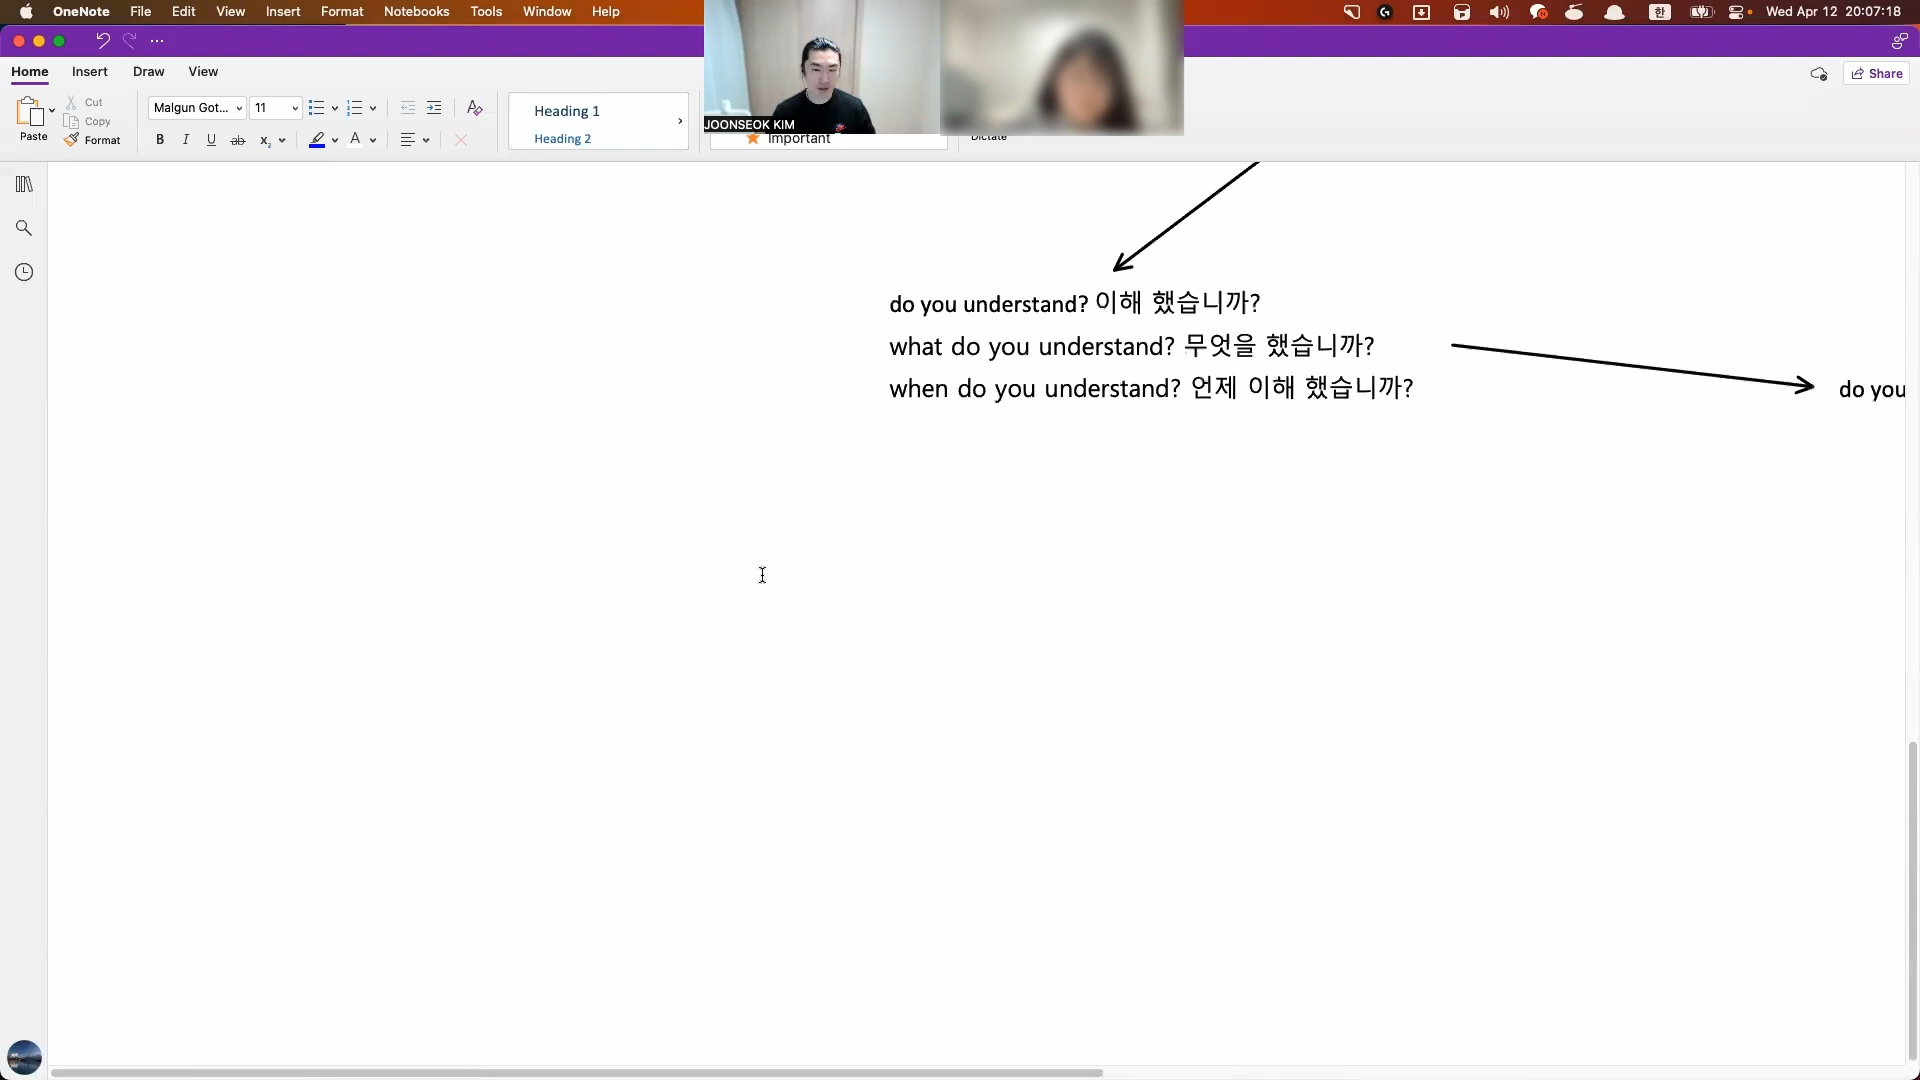 OneNote File Edit View Insert Format Notebooks Tools Window Help 한 Wed Apr 12 20:07:18
Home Insert Draw View Share
Paste Cut Copy Format
Malgun Got... 11
B I U ab x₂ A
Heading 1
Heading 2
Important
Dictate
JOONSEOK KIM
do you understand? 이해 했습니까?
what do you understand? 무엇을 했습니까?
when do you understand? 언제 이해 했습니까?
do you